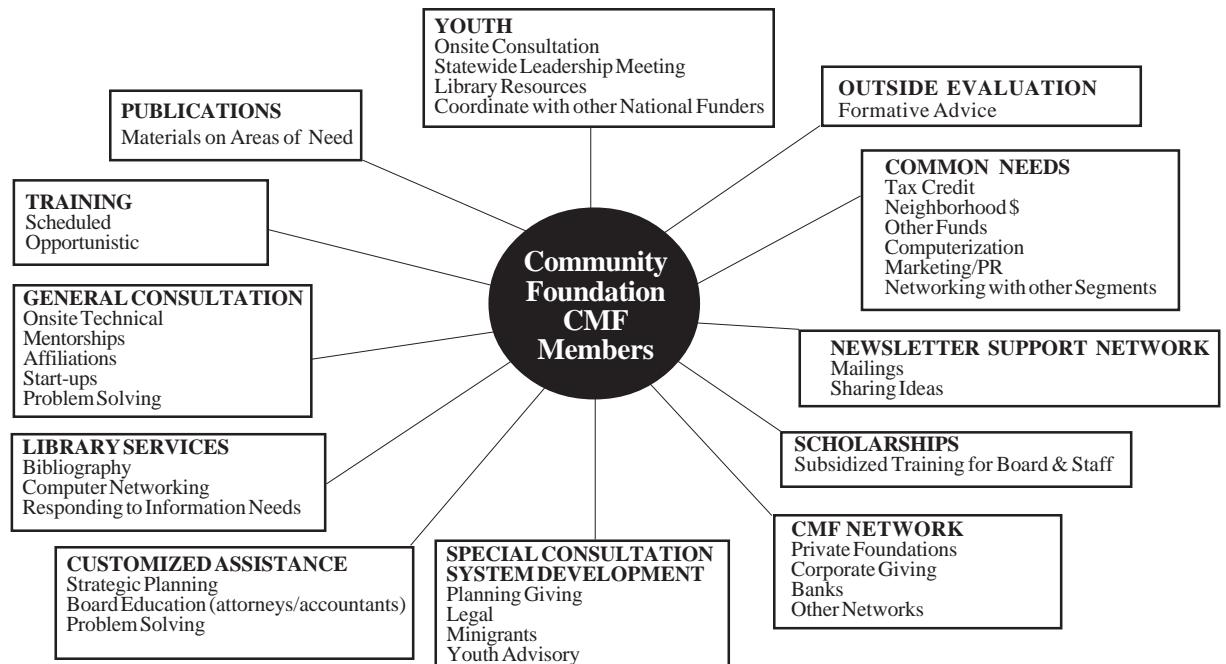 YOUTH
Onsite Consultation
Statewide Leadership Meeting
Library Resources
Coordinate with other National Funders
OUTSIDE EVALUATION
Formative Advice
PUBLICATIONS
Materials on Areas of Need
COMMON NEEDS
Tax Credit
Neighborhood $
Other Funds
Computerization
Marketing/PR
Networking with other Segments
TRAINING
Scheduled
Opportunistic
Community
Foundation
CMF
Members
GENERAL CONSULTATION
Onsite Technical
Mentorships
Affiliations
Start-ups
Problem Solving
NEWSLETTER SUPPORT NETWORK
Mailings
Sharing Ideas
LIBRARY SERVICES
Bibliography
Computer Networking
Responding to Information Needs
SCHOLARSHIPS
Subsidized Training for Board & Staff
CUSTOMIZED ASSISTANCE
Strategic Planning
Board Education (attorneys/accountants)
Problem Solving
SPECIAL CONSULTATION
SYSTEM DEVELOPMENT
Planning Giving
Legal
Minigrants
Youth Advisory
CMF NETWORK
Private Foundations
Corporate Giving
Banks
Other Networks